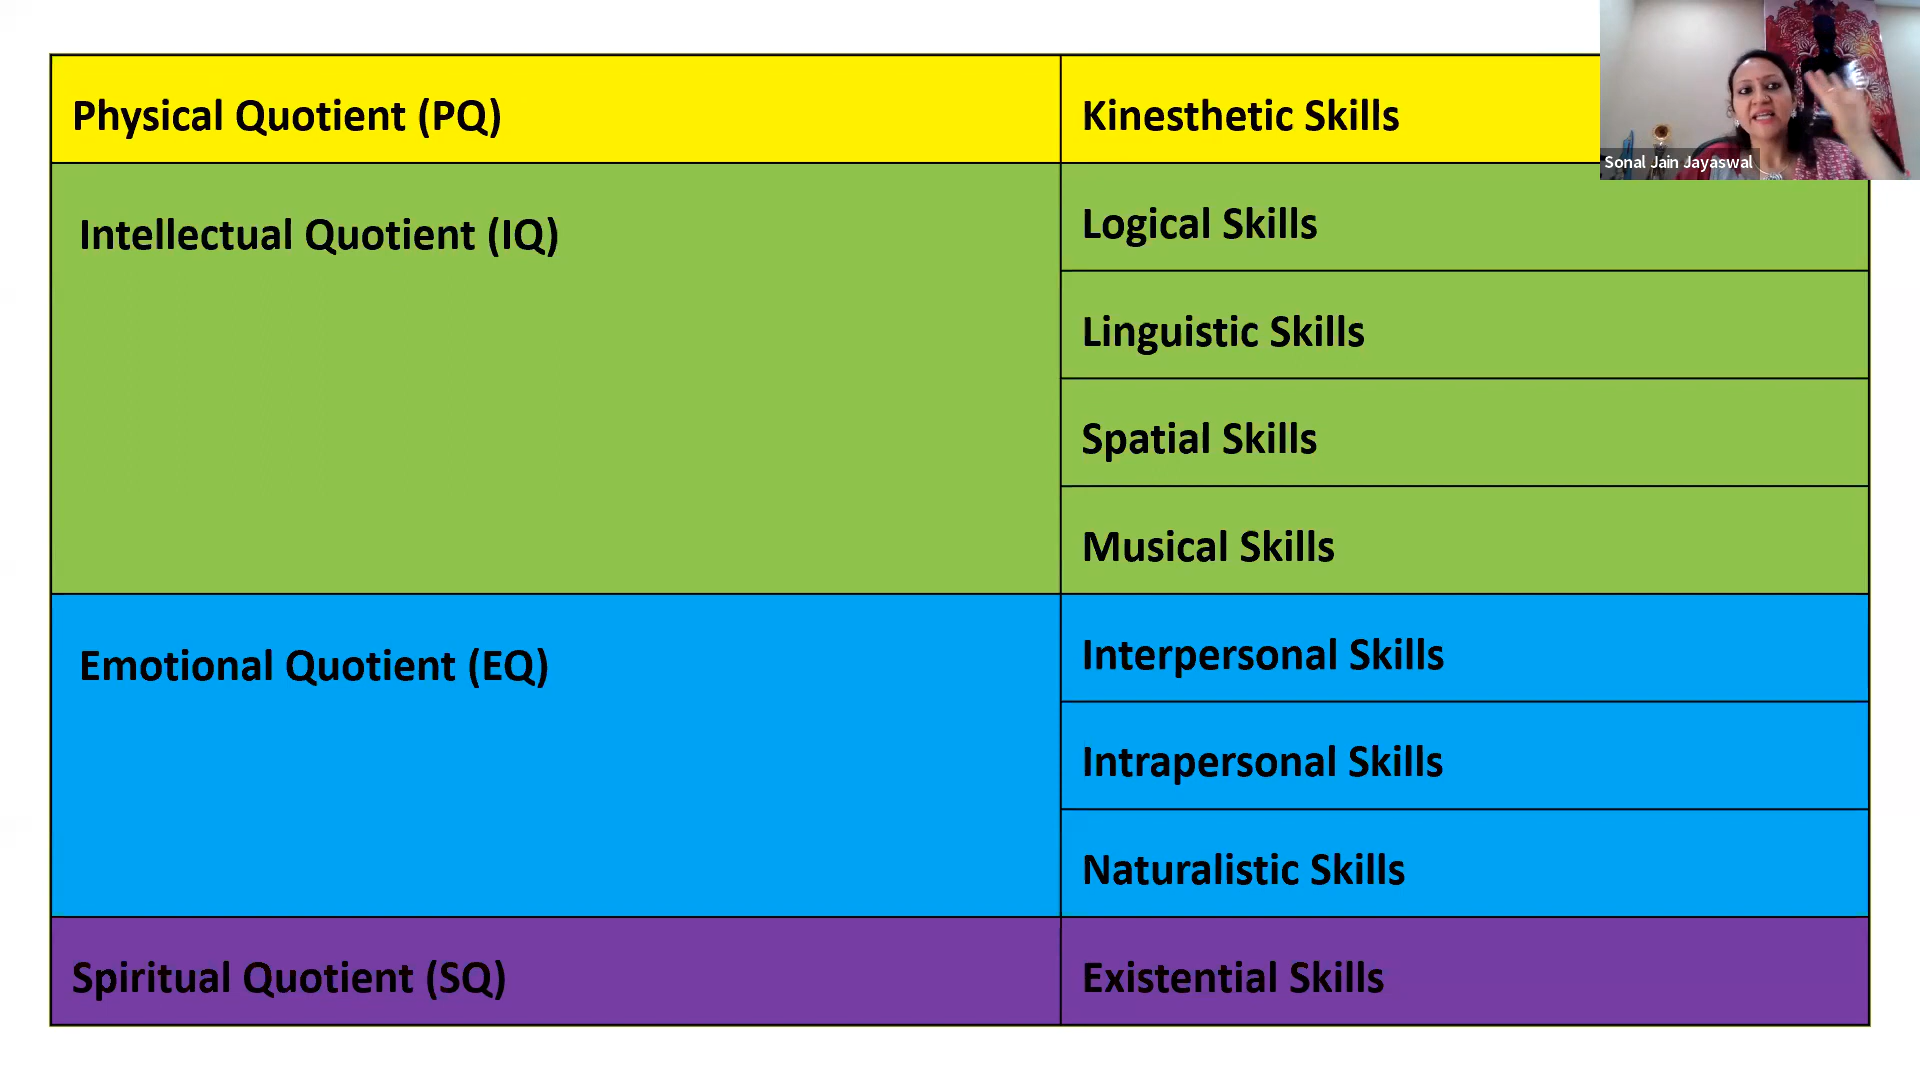 Physical Quotient (PQ)
Kinesthetic Skills
Sonal Jain Jayaswal
Intellectual Quotient (IQ)
Logical Skills
Linguistic Skills
Spatial Skills
Musical Skills
Emotional Quotient (EQ)
Interpersonal Skills
Intrapersonal Skills
Naturalistic Skills
Spiritual Quotient (SQ)
Existential Skills